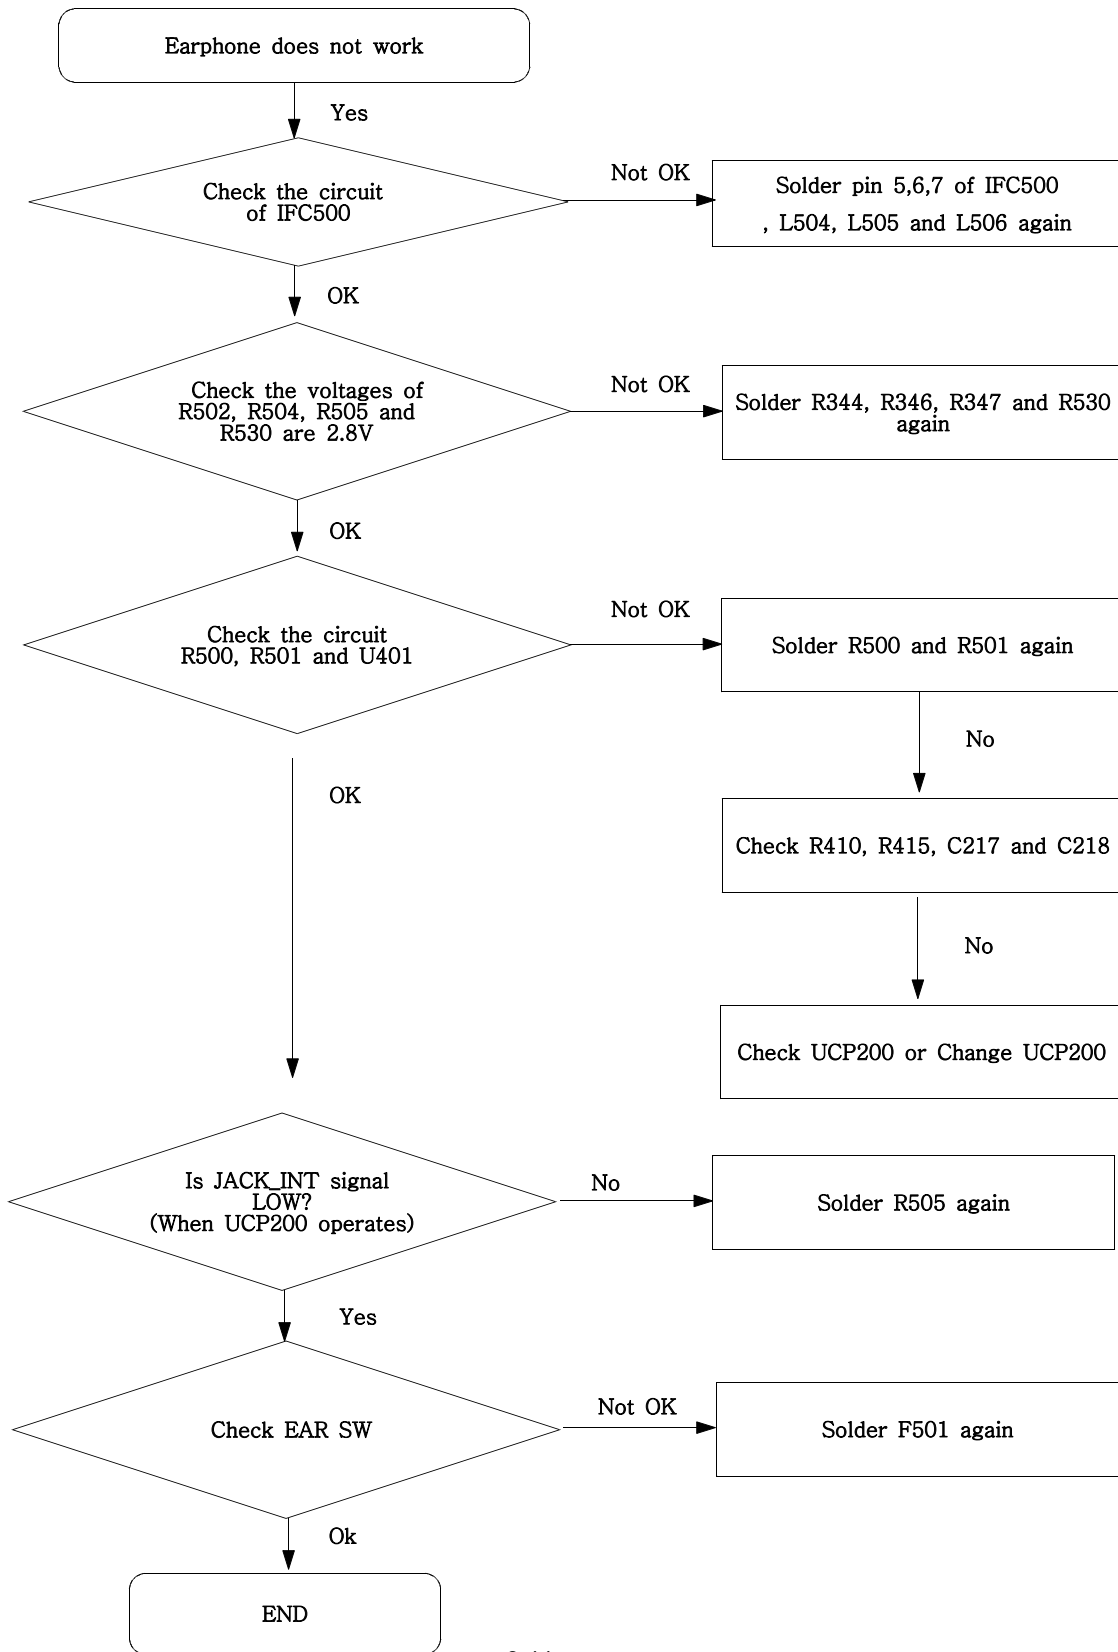 Earphone does not work
Yes
Check the circuit
of IFC500
Not OK
Solder pin 5,6,7 of IFC500
, L504, L505 and L506 again
OK
Check the voltages of
R502, R504, R505 and
R530 are 2.8V
Not OK
Solder R344, R346, R347 and R530
again
OK
Check the circuit
R500, R501 and U401
Not OK
Solder R500 and R501 again
No
OK
Check R410, R415, C217 and C218
No
Check UCP200 or Change UCP200
Is JACK_INT signal
LOW?
(When UCP200 operates)
No
Solder R505 again
Yes
Check EAR SW
Not OK
Solder F501 again
Ok
END